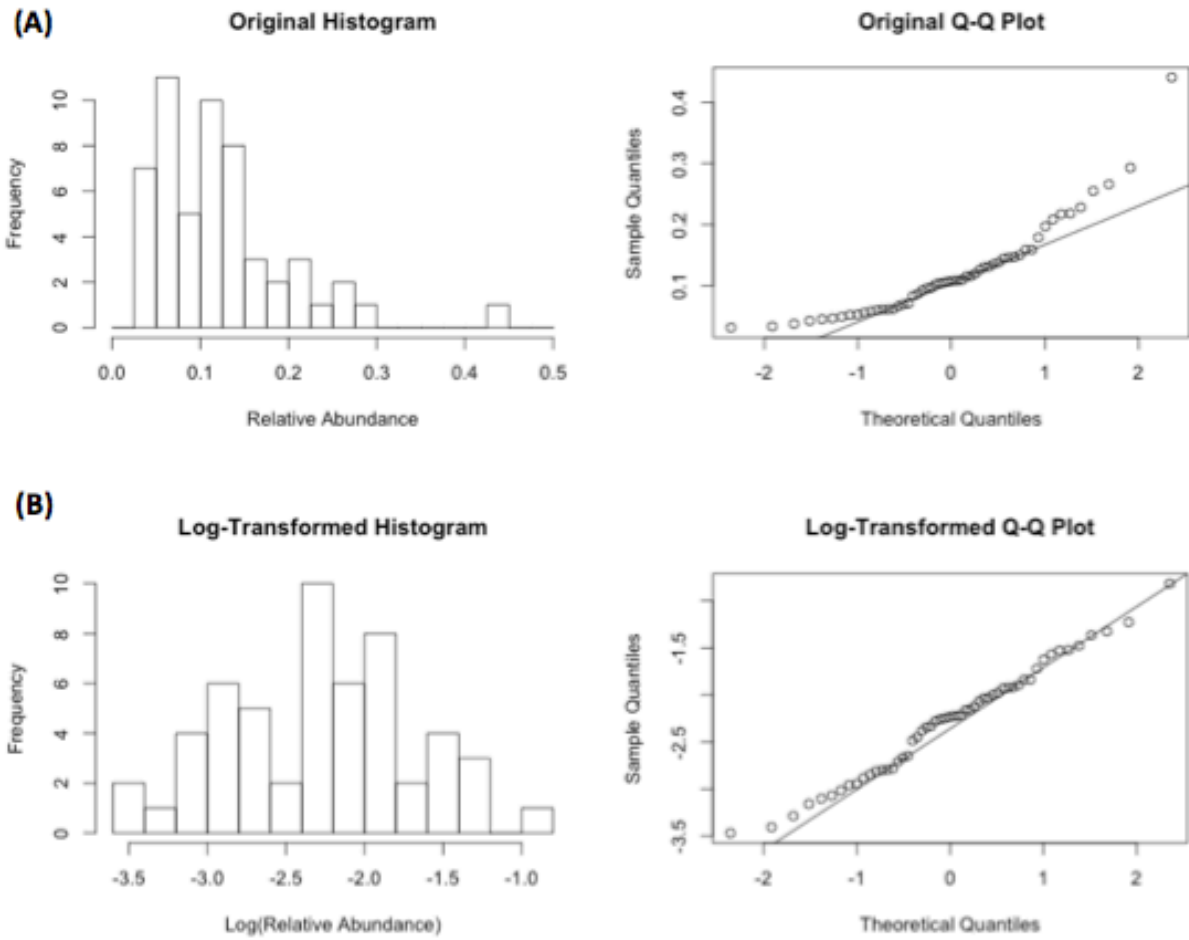 (A)
Original Histogram
Original Q-Q Plot
Frequency
0 2 4 6 8 10
0.0 0.1 0.2 0.3 0.4 0.5
Relative Abundance
Sample Quantiles
0.1 0.2 0.3 0.4
-2 -1 0 1 2
Theoretical Quantiles
(B)
Log-Transformed Histogram
Log-Transformed Q-Q Plot
Frequency
0 2 4 6 8 10
-3.5 -3.0 -2.5 -2.0 -1.5 -1.0
Log(Relative Abundance)
Sample Quantiles
-3.5 -2.5 -1.5
-2 -1 0 1 2
Theoretical Quantiles